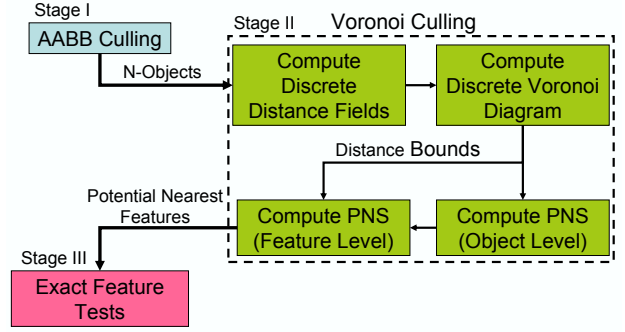 Stage I
AABB Culling
N-Objects
Stage II
Voronoi Culling
Compute
Discrete
Distance Fields
Compute
Discrete Voronoi
Diagram
Distance Bounds
Compute PNS
(Object Level)
Compute PNS
(Feature Level)
Potential Nearest
Features
Stage III
Exact Feature
Tests